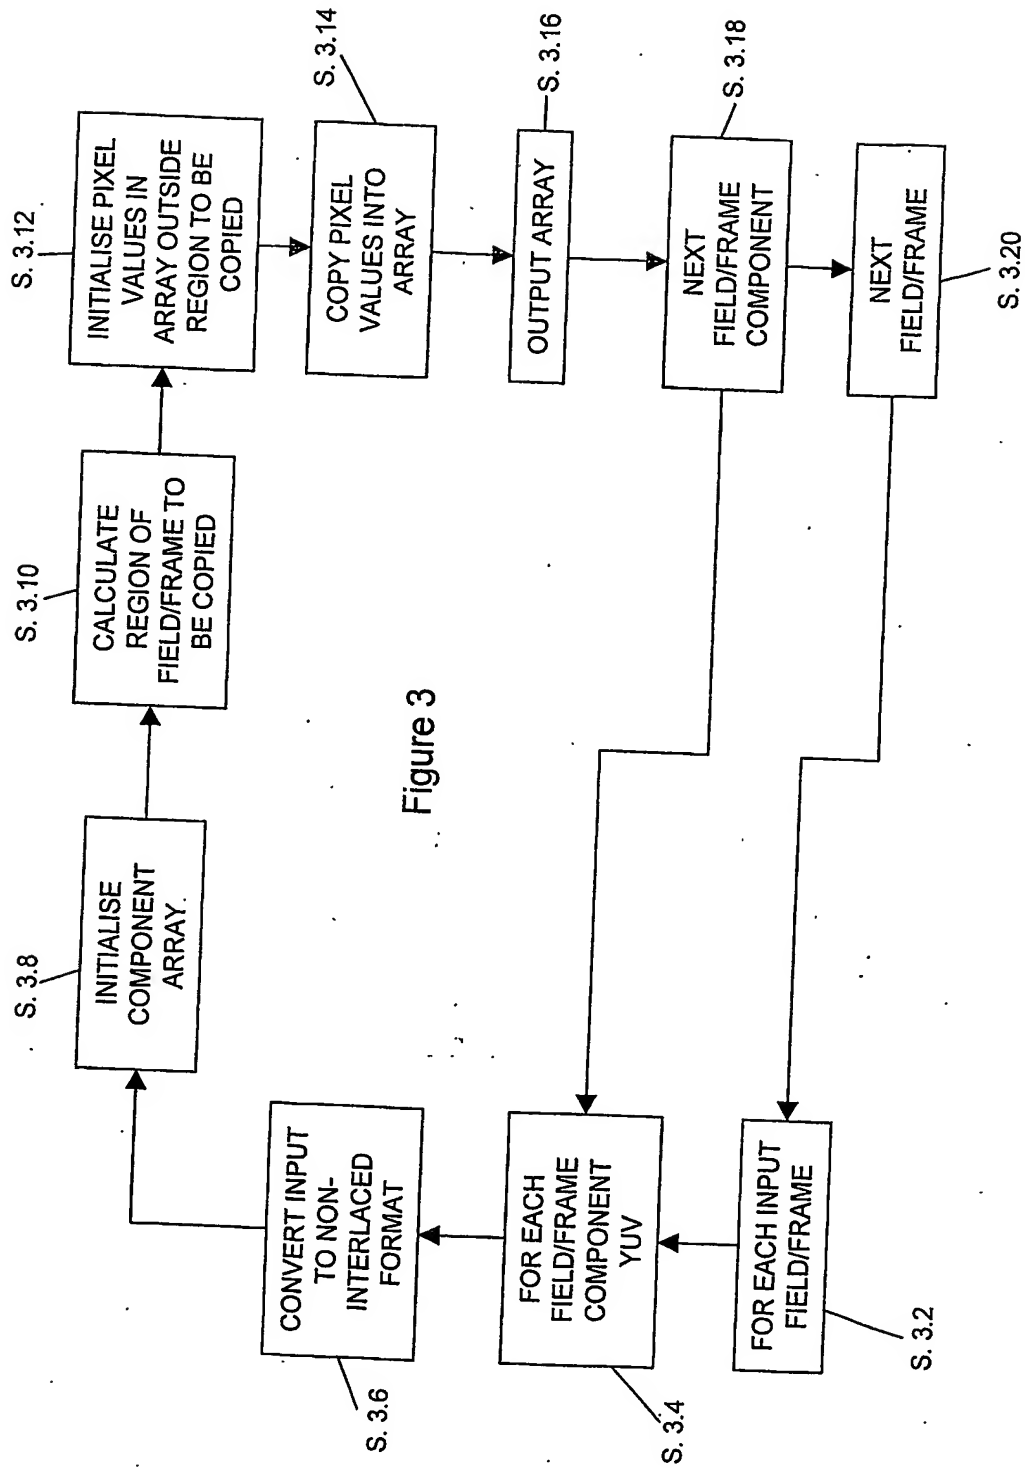 S. 3.2
FOR EACH INPUT
FIELD/FRAME
S. 3.4
FOR EACH
FIELD/FRAME
COMPONENT
YUV
S. 3.6
CONVERT INPUT
TO NON-
INTERLACED
FORMAT
S. 3.8
INITIALISE
COMPONENT
ARRAY.
S. 3.10
CALCULATE
REGION OF
FIELD/FRAME TO
BE COPIED
S. 3.12
INITIALISE PIXEL
VALUES IN
ARRAY OUTSIDE
REGION TO BE
COPIED
S. 3.14
COPY PIXEL
VALUES INTO
ARRAY
S. 3.16
OUTPUT ARRAY
S. 3.18
NEXT
FIELD/FRAME
COMPONENT
S. 3.20
NEXT
FIELD/FRAME
Figure 3